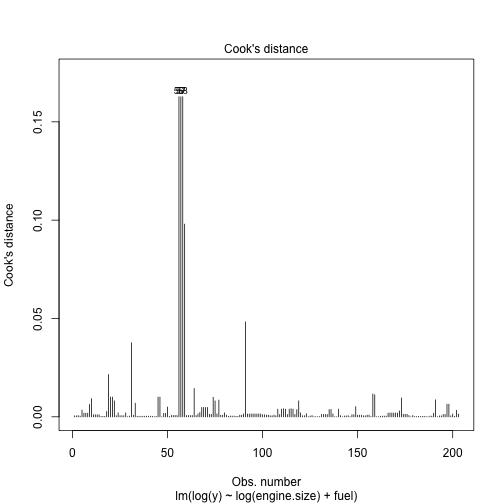 Cook's distance
Cook's distance
0.15
0.10
0.05
0.00
0 50 100 150 200
Obs. number
lm(log(y) ~ log(engine.size) + fuel)